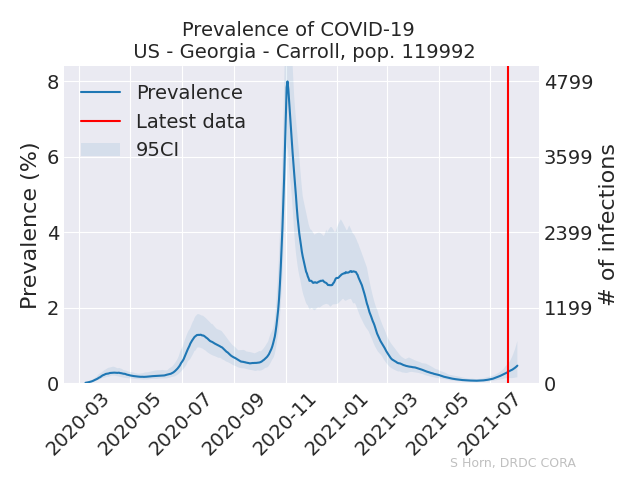 Prevalence of COVID-19
US - Georgia - Carroll, pop. 119992
Prevalence
Latest data
95CI
Prevalence (%)
8
6
4
2
0
4799
3599
2399
1199
0
# of infections
2020-03
2020-05
2020-07
2020-09
2020-11
2021-01
2021-03
2021-05
2021-07
S Horn, DRDC CORA